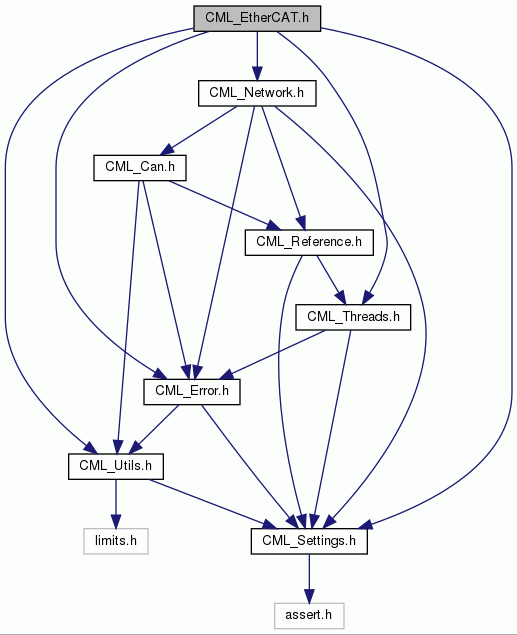 CML_EtherCAT.h
CML_Network.h
CML_Can.h
CML_Reference.h
CML_Threads.h
CML_Error.h
CML_Utils.h
limits.h
CML_Settings.h
assert.h